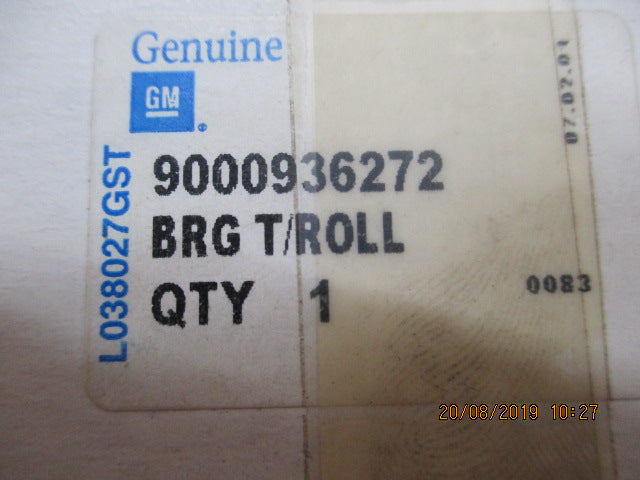 Genuine
GM
L038027GST
9000936272
BRG T/ROLL
QTY 1
07.02.01
0083
20/08/2019 10:27